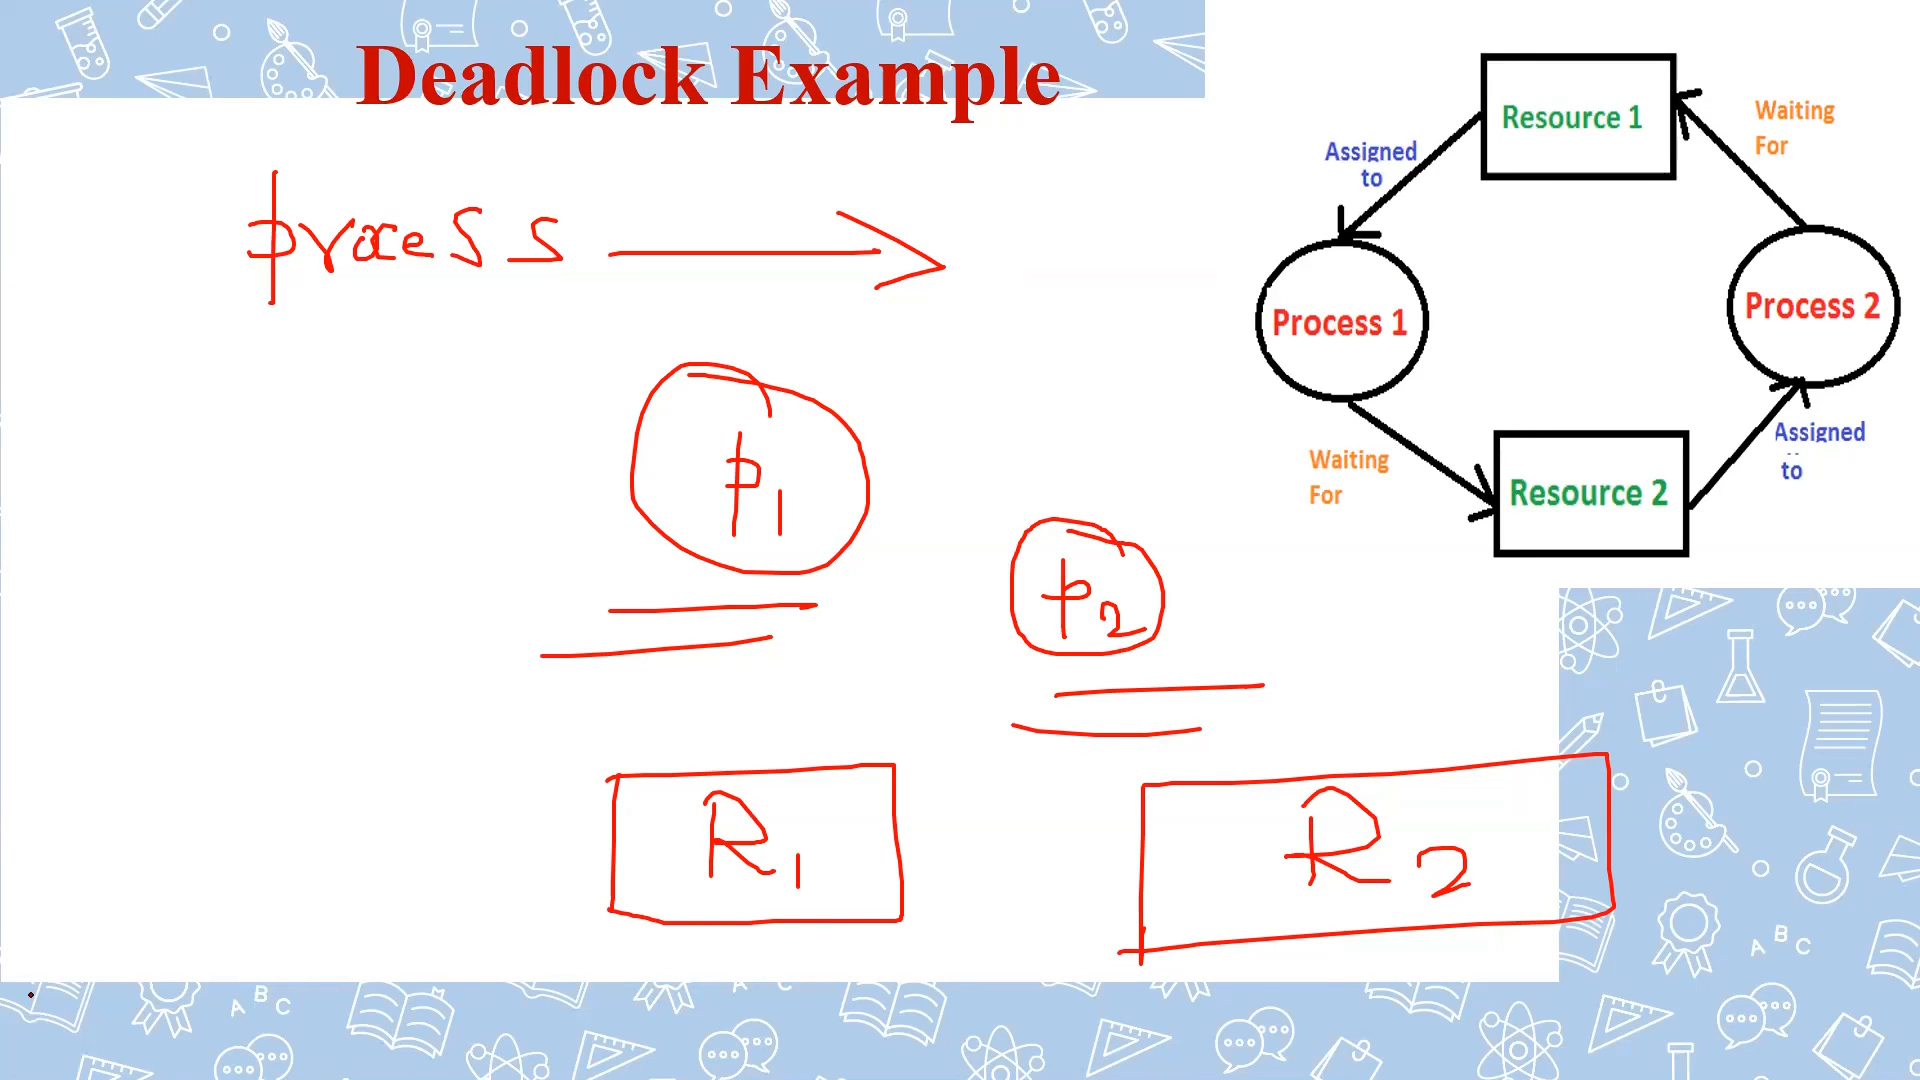 Deadlock Example
process
p1
p2
R1
R2
Resource 1
Assigned
to
Waiting
For
Process 1
Process 2
Waiting
For
Assigned
to
Resource 2
A B C
A B C
A C